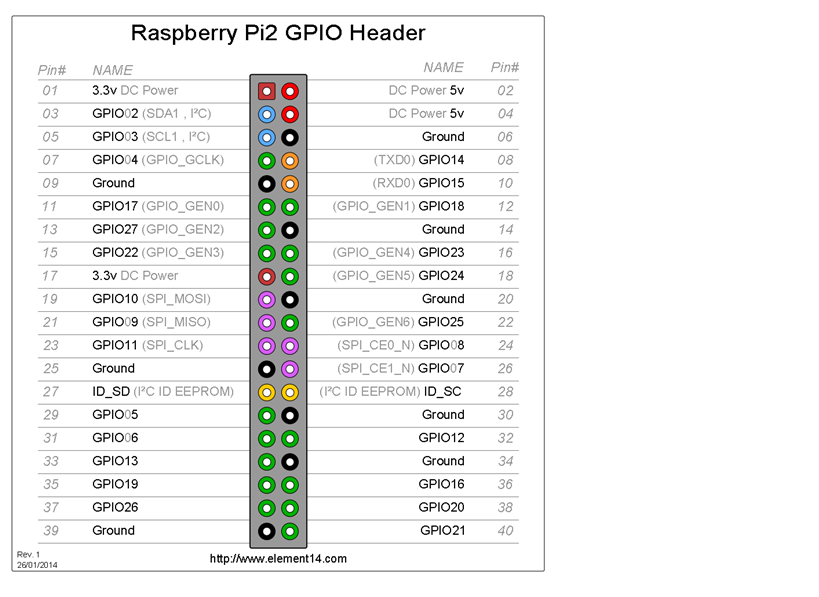 Raspberry Pi2 GPIO Header
Pin# NAME NAME Pin#
01 3.3v DC Power DC Power 5v 02
03 GPIO02 (SDA1 , I²C) DC Power 5v 04
05 GPIO03 (SCL1 , I²C) Ground 06
07 GPIO04 (GPIO_GCLK) (TXD0) GPIO14 08
09 Ground (RXD0) GPIO15 10
11 GPIO17 (GPIO_GEN0) (GPIO_GEN1) GPIO18 12
13 GPIO27 (GPIO_GEN2) Ground 14
15 GPIO22 (GPIO_GEN3) (GPIO_GEN4) GPIO23 16
17 3.3v DC Power (GPIO_GEN5) GPIO24 18
19 GPIO10 (SPI_MOSI) Ground 20
21 GPIO09 (SPI_MISO) (GPIO_GEN6) GPIO25 22
23 GPIO11 (SPI_CLK) (SPI_CE0_N) GPIO08 24
25 Ground (SPI_CE1_N) GPIO07 26
27 ID_SD (I²C ID EEPROM) (I²C ID EEPROM) ID_SC 28
29 GPIO05 Ground 30
31 GPIO06 GPIO12 32
33 GPIO13 Ground 34
35 GPIO19 GPIO16 36
37 GPIO26 GPIO20 38
39 Ground GPIO21 40
Rev. 1
26/01/2014
http://www.element14.com